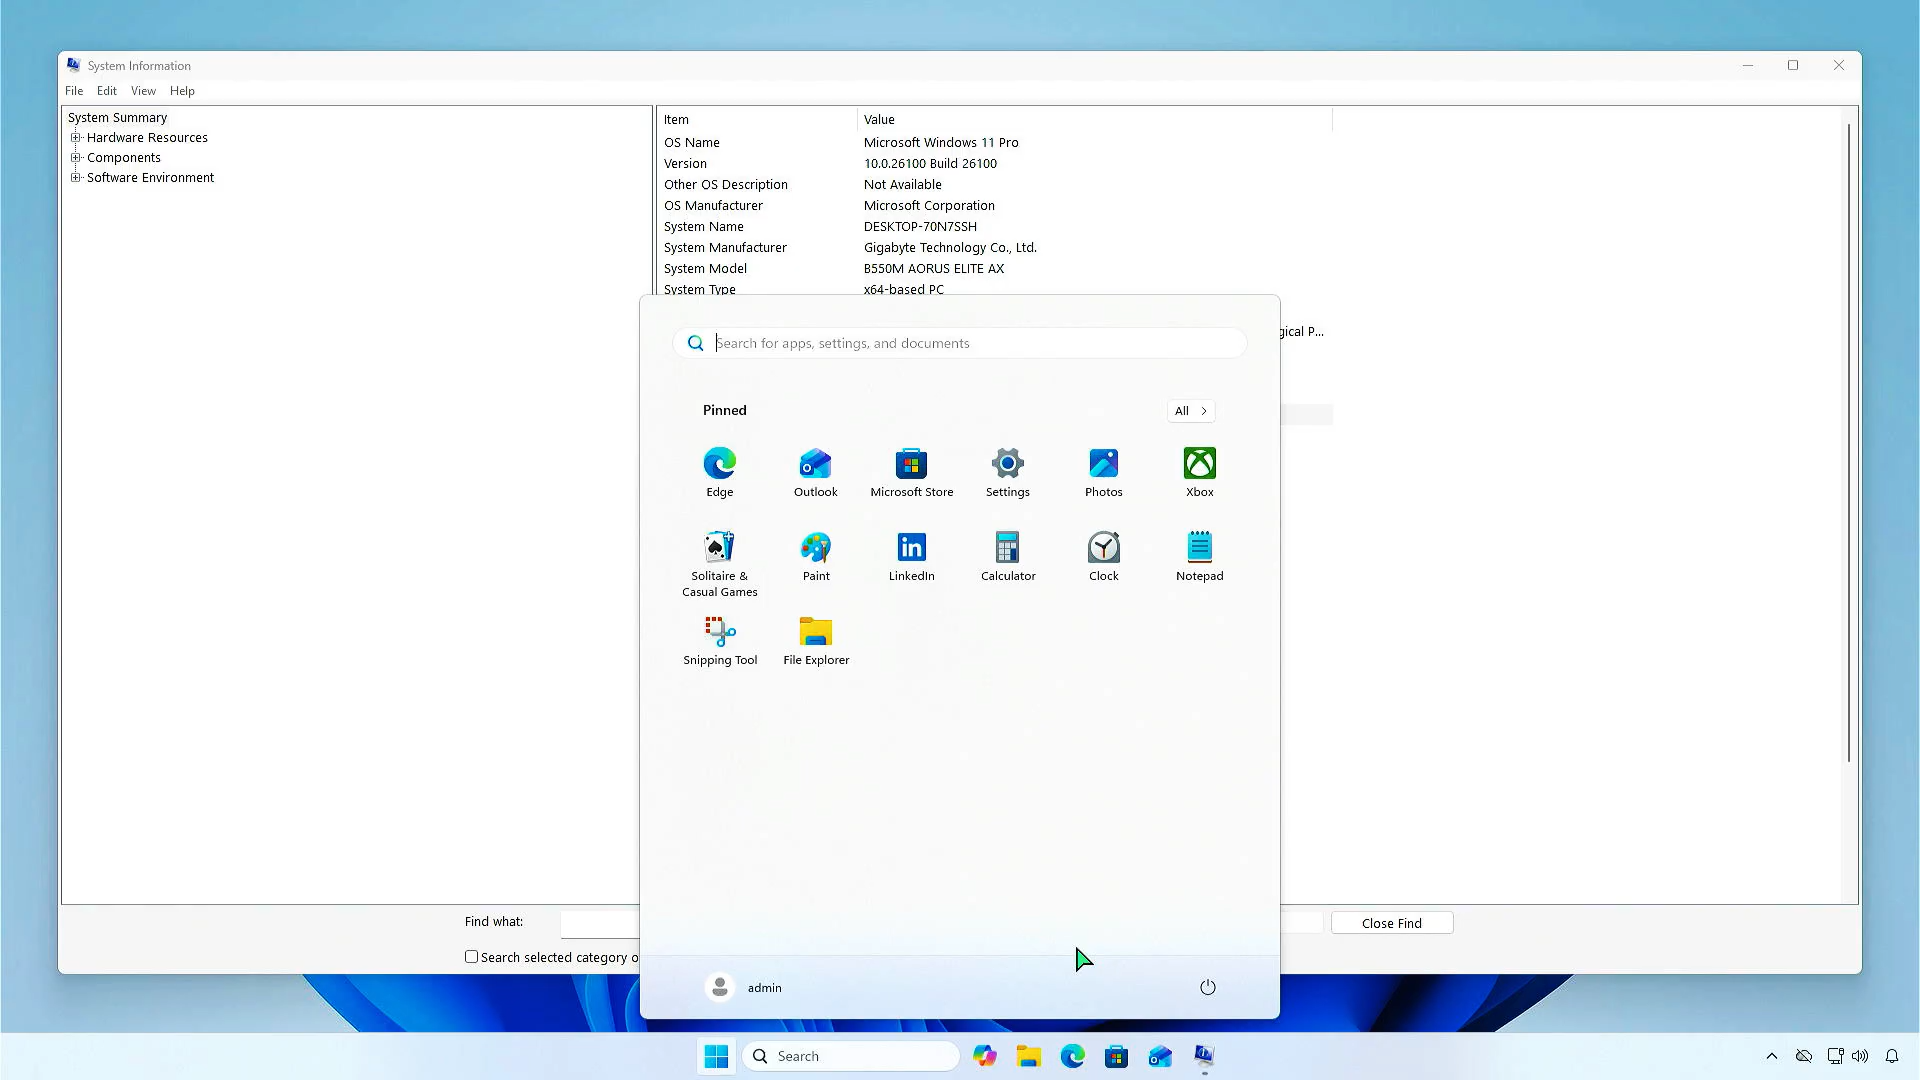 System Information
File Edit View Help
System Summary
Hardware Resources
Components
Software Environment
Item Value
OS Name Microsoft Windows 11 Pro
Version 10.0.26100 Build 26100
Other OS Description Not Available
OS Manufacturer Microsoft Corporation
System Name DESKTOP-70N7SSH
System Manufacturer Gigabyte Technology Co., Ltd.
System Model B550M AORUS ELITE AX
System Type x64-based PC
gical P...
Search for apps, settings, and documents
Pinned All
Edge Outlook Microsoft Store Settings Photos Xbox
Solitaire & Casual Games Paint LinkedIn Calculator Clock Notepad
Snipping Tool File Explorer
Find what: Close Find
Search selected category o
admin
Search